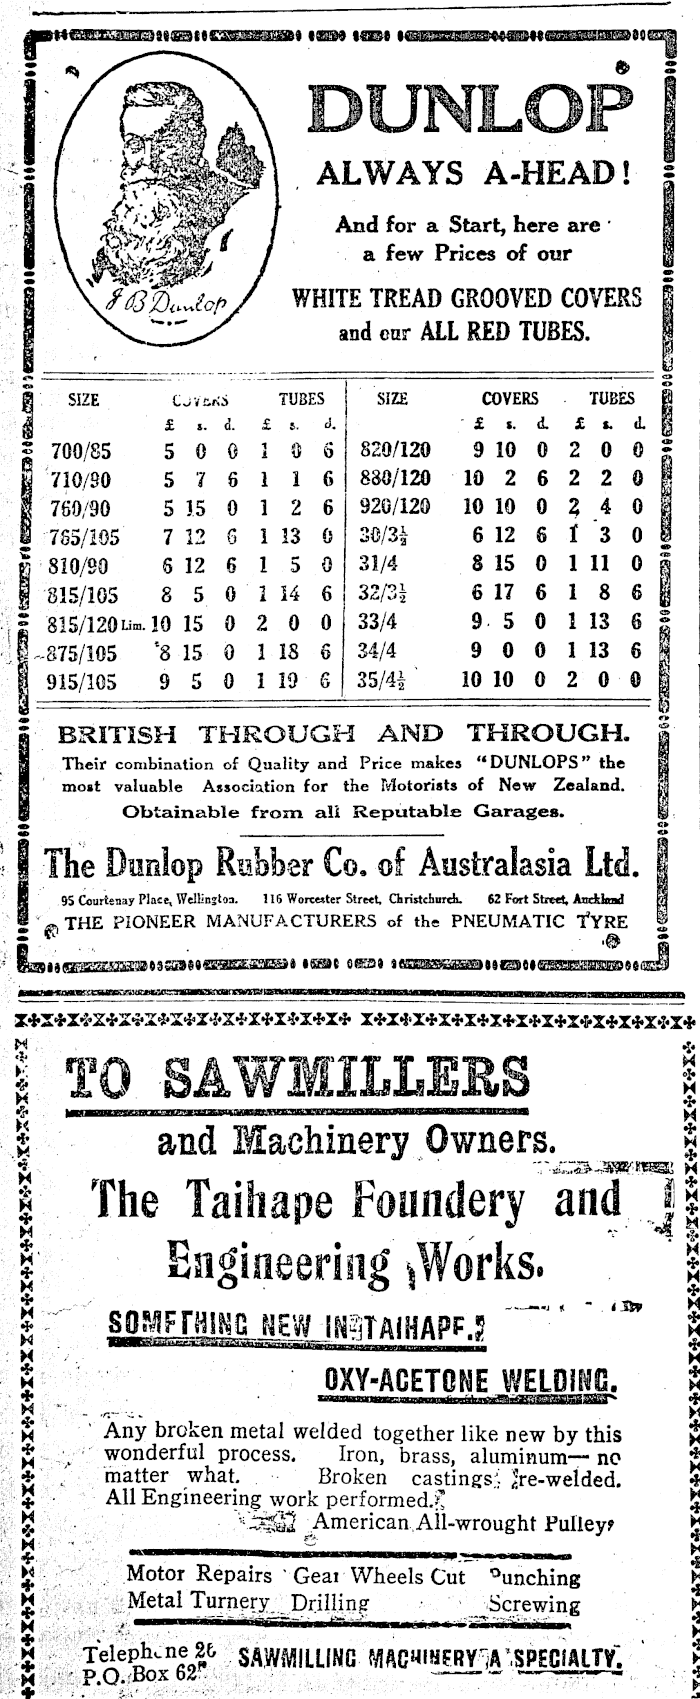 J B Dunlop
DUNLOP
ALWAYS A-HEAD!
And for a Start, here are
a few Prices of our
WHITE TREAD GROOVED COVERS
and our ALL RED TUBES.
SIZE COVERS TUBES
£ s. d. £ s. d.
700/85 5 0 0 1 0 6
710/90 5 7 6 1 1 6
760/90 5 15 0 1 2 6
765/105 7 12 6 1 13 0
810/90 6 12 6 1 5 0
815/105 8 5 0 1 14 6
815/120 Lim. 10 15 0 2 0 0
875/105 8 15 0 1 18 6
915/105 9 5 0 1 19 6
SIZE COVERS TUBES
£ s. d. £ s. d.
820/120 9 10 0 2 0 0
880/120 10 2 6 2 2 0
920/120 10 10 0 2 4 0
30/3½ 6 12 6 1 3 0
31/4 8 15 0 1 11 0
32/3½ 6 17 6 1 8 6
33/4 9 5 0 1 13 6
34/4 9 0 0 1 13 6
35/4½ 10 10 0 2 0 0
BRITISH THROUGH AND THROUGH.
Their combination of Quality and Price makes "DUNLOPS" the
most valuable Association for the Motorists of New Zealand.
Obtainable from all Reputable Garages.
The Dunlop Rubber Co. of Australasia Ltd.
95 Courtenay Place, Wellington. 116 Worcester Street, Christchurch. 62 Fort Street, Auckland
THE PIONEER MANUFACTURERS of the PNEUMATIC TYRE
TO SAWMILLERS
and Machinery Owners.
The Taihape Foundery and
Engineering Works.
SOMETHING NEW IN TAIHAPE.
OXY-ACETONE WELDING.
Any broken metal welded together like new by this
wonderful process. Iron, brass, aluminum— no
matter what. Broken castings re-welded.
All Engineering work performed.
American All-wrought Pulleys
Motor Repairs Gear Wheels Cut Punching
Metal Turnery Drilling Screwing
Telephone 26 SAWMILLING MACHINERY A SPECIALTY.
P.O. Box 62